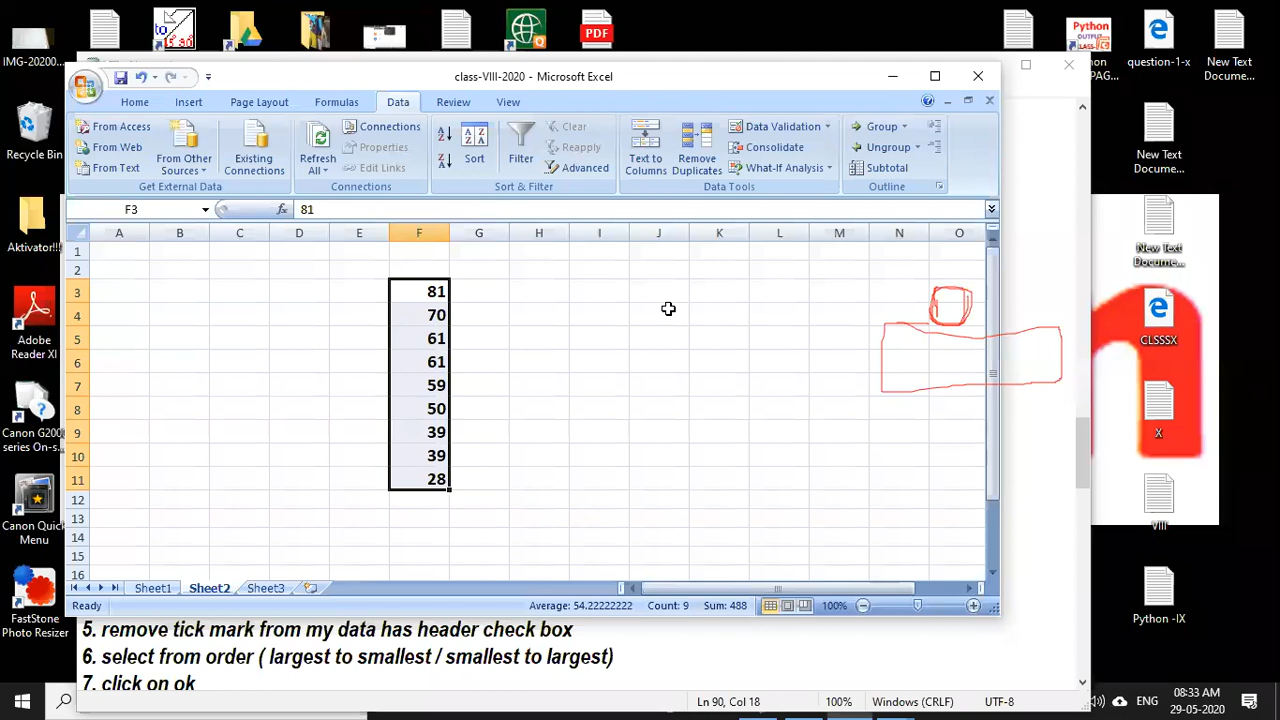 IMG-20200...
PDF
Python
OUTPUT
question-1-x
New Text
Docume...
class-VIII-2020 - Microsoft Excel
Home Insert Page Layout Formulas Data Review View
From Access
From Web
From Text
From Other
Sources
Existing
Connections
Get External Data
Refresh
All
Connections
Properties
Edit Links
Connections
Sort
Filter
Clear
Reapply
Advanced
Sort & Filter
Text to
Columns
Remove
Duplicates
Data Validation
Consolidate
What-If Analysis
Data Tools
Group
Ungroup
Subtotal
Outline
F3 fx 81
A B C D E F G H I J K L M N O
1
2
3 81
4 70
5 61
6 61
7 59
8 50
9 39
10 39
11 28
12
13
14
15
16
Sheet1 Sheet2 Sheet3
Ready Average: 54.22222222 Count: 9 Sum: 488 100%
5. remove tick mark from my data has header check box
6. select from order ( largest to smallest / smallest to largest)
7. click on ok
Ln 90, Col 18 100% Windows (CRLF) UTF-8
Recycle Bin
Aktivator!!...
Adobe
Reader XI
Canon G200
series On-s...
Canon Quick
Menu
FastStone
Photo Resizer
New Text
Docume...
New Text
Docume...
CLSSSX
X
VIII
Python -IX
ENG
08:33 AM
29-05-2020